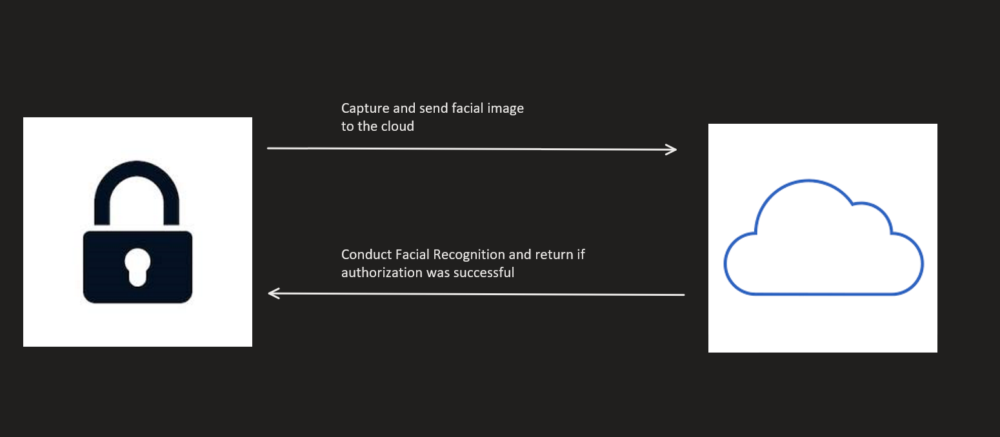 Capture and send facial image
to the cloud
Conduct Facial Recognition and return if
authorization was successful